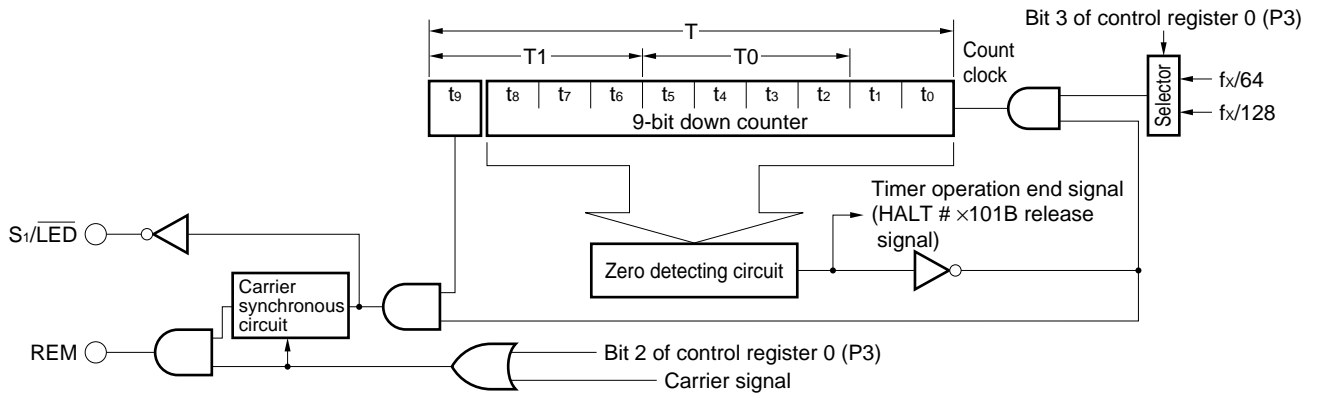 Bit 3 of control register 0 (P3)
T
T1
T0
Count
clock
t9
t8
t7
t6
t5
t4
t3
t2
t1
t0
9-bit down counter
Selector
fX/64
fX/128
Timer operation end signal
(HALT # ×101B release
signal)
S1/LED
Zero detecting circuit
Carrier
synchronous
circuit
REM
Bit 2 of control register 0 (P3)
Carrier signal